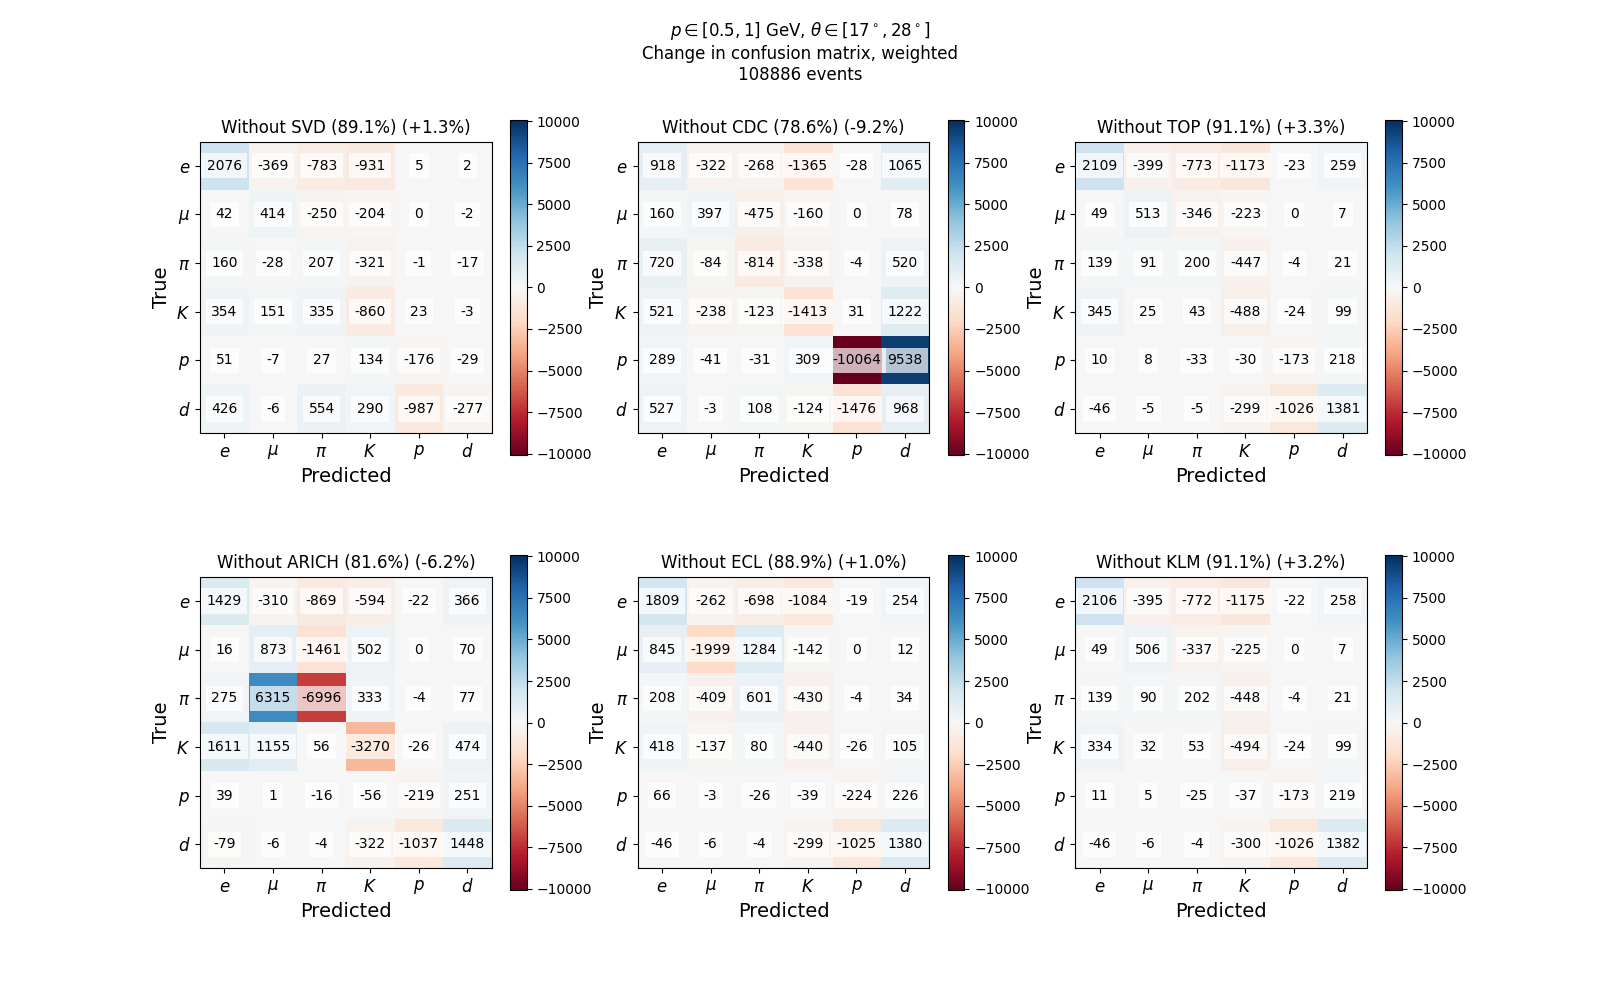 p ∈ [0.5, 1] GeV, θ ∈ [17°, 28°]
Change in confusion matrix, weighted
108886 events
Without SVD (89.1%) (+1.3%)
e 2076 -369 -783 -931 5 2
μ 42 414 -250 -204 0 -2
π 160 -28 207 -321 -1 -17
K 354 151 335 -860 23 -3
p 51 -7 27 134 -176 -29
d 426 -6 554 290 -987 -277
e μ π K p d
Predicted
True
10000
7500
5000
2500
0
−2500
−5000
−7500
−10000
Without CDC (78.6%) (-9.2%)
e 918 -322 -268 -1365 -28 1065
μ 160 397 -475 -160 0 78
π 720 -84 -814 -338 -4 520
K 521 -238 -123 -1413 31 1222
p 289 -41 -31 309 -10064 9538
d 527 -3 108 -124 -1476 968
e μ π K p d
Predicted
True
10000
7500
5000
2500
0
−2500
−5000
−7500
−10000
Without TOP (91.1%) (+3.3%)
e 2109 -399 -773 -1173 -23 259
μ 49 513 -346 -223 0 7
π 139 91 200 -447 -4 21
K 345 25 43 -488 -24 99
p 10 8 -33 -30 -173 218
d -46 -5 -5 -299 -1026 1381
e μ π K p d
Predicted
True
10000
7500
5000
2500
0
−2500
−5000
−7500
−10000
Without ARICH (81.6%) (-6.2%)
e 1429 -310 -869 -594 -22 366
μ 16 873 -1461 502 0 70
π 275 6315 -6996 333 -4 77
K 1611 1155 56 -3270 -26 474
p 39 1 -16 -56 -219 251
d -79 -6 -4 -322 -1037 1448
e μ π K p d
Predicted
True
10000
7500
5000
2500
0
−2500
−5000
−7500
−10000
Without ECL (88.9%) (+1.0%)
e 1809 -262 -698 -1084 -19 254
μ 845 -1999 1284 -142 0 12
π 208 -409 601 -430 -4 34
K 418 -137 80 -440 -26 105
p 66 -3 -26 -39 -224 226
d -46 -6 -4 -299 -1025 1380
e μ π K p d
Predicted
True
10000
7500
5000
2500
0
−2500
−5000
−7500
−10000
Without KLM (91.1%) (+3.2%)
e 2106 -395 -772 -1175 -22 258
μ 49 506 -337 -225 0 7
π 139 90 202 -448 -4 21
K 334 32 53 -494 -24 99
p 11 5 -25 -37 -173 219
d -46 -6 -4 -300 -1026 1382
e μ π K p d
Predicted
True
10000
7500
5000
2500
0
−2500
−5000
−7500
−10000